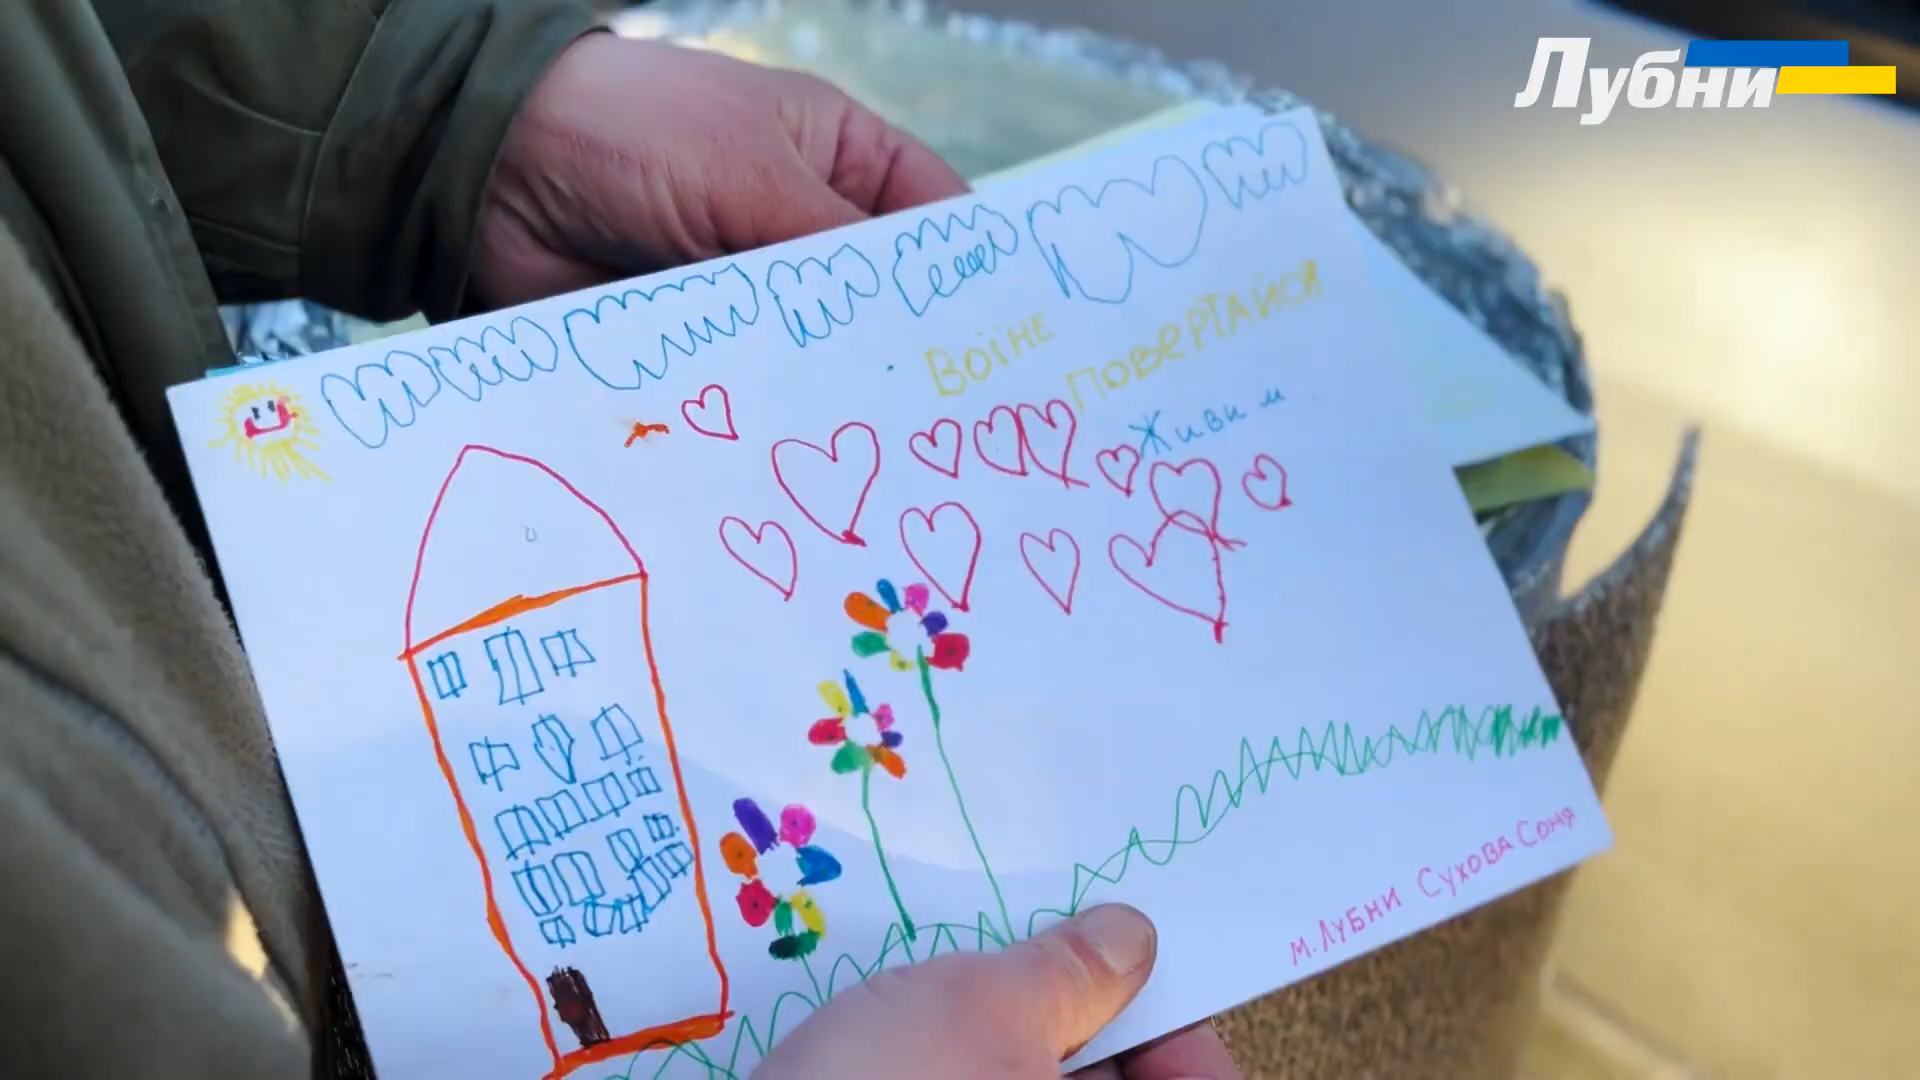 Лубни
Воїне
Повертайся
Живим
м. Лубни Сухова Соня